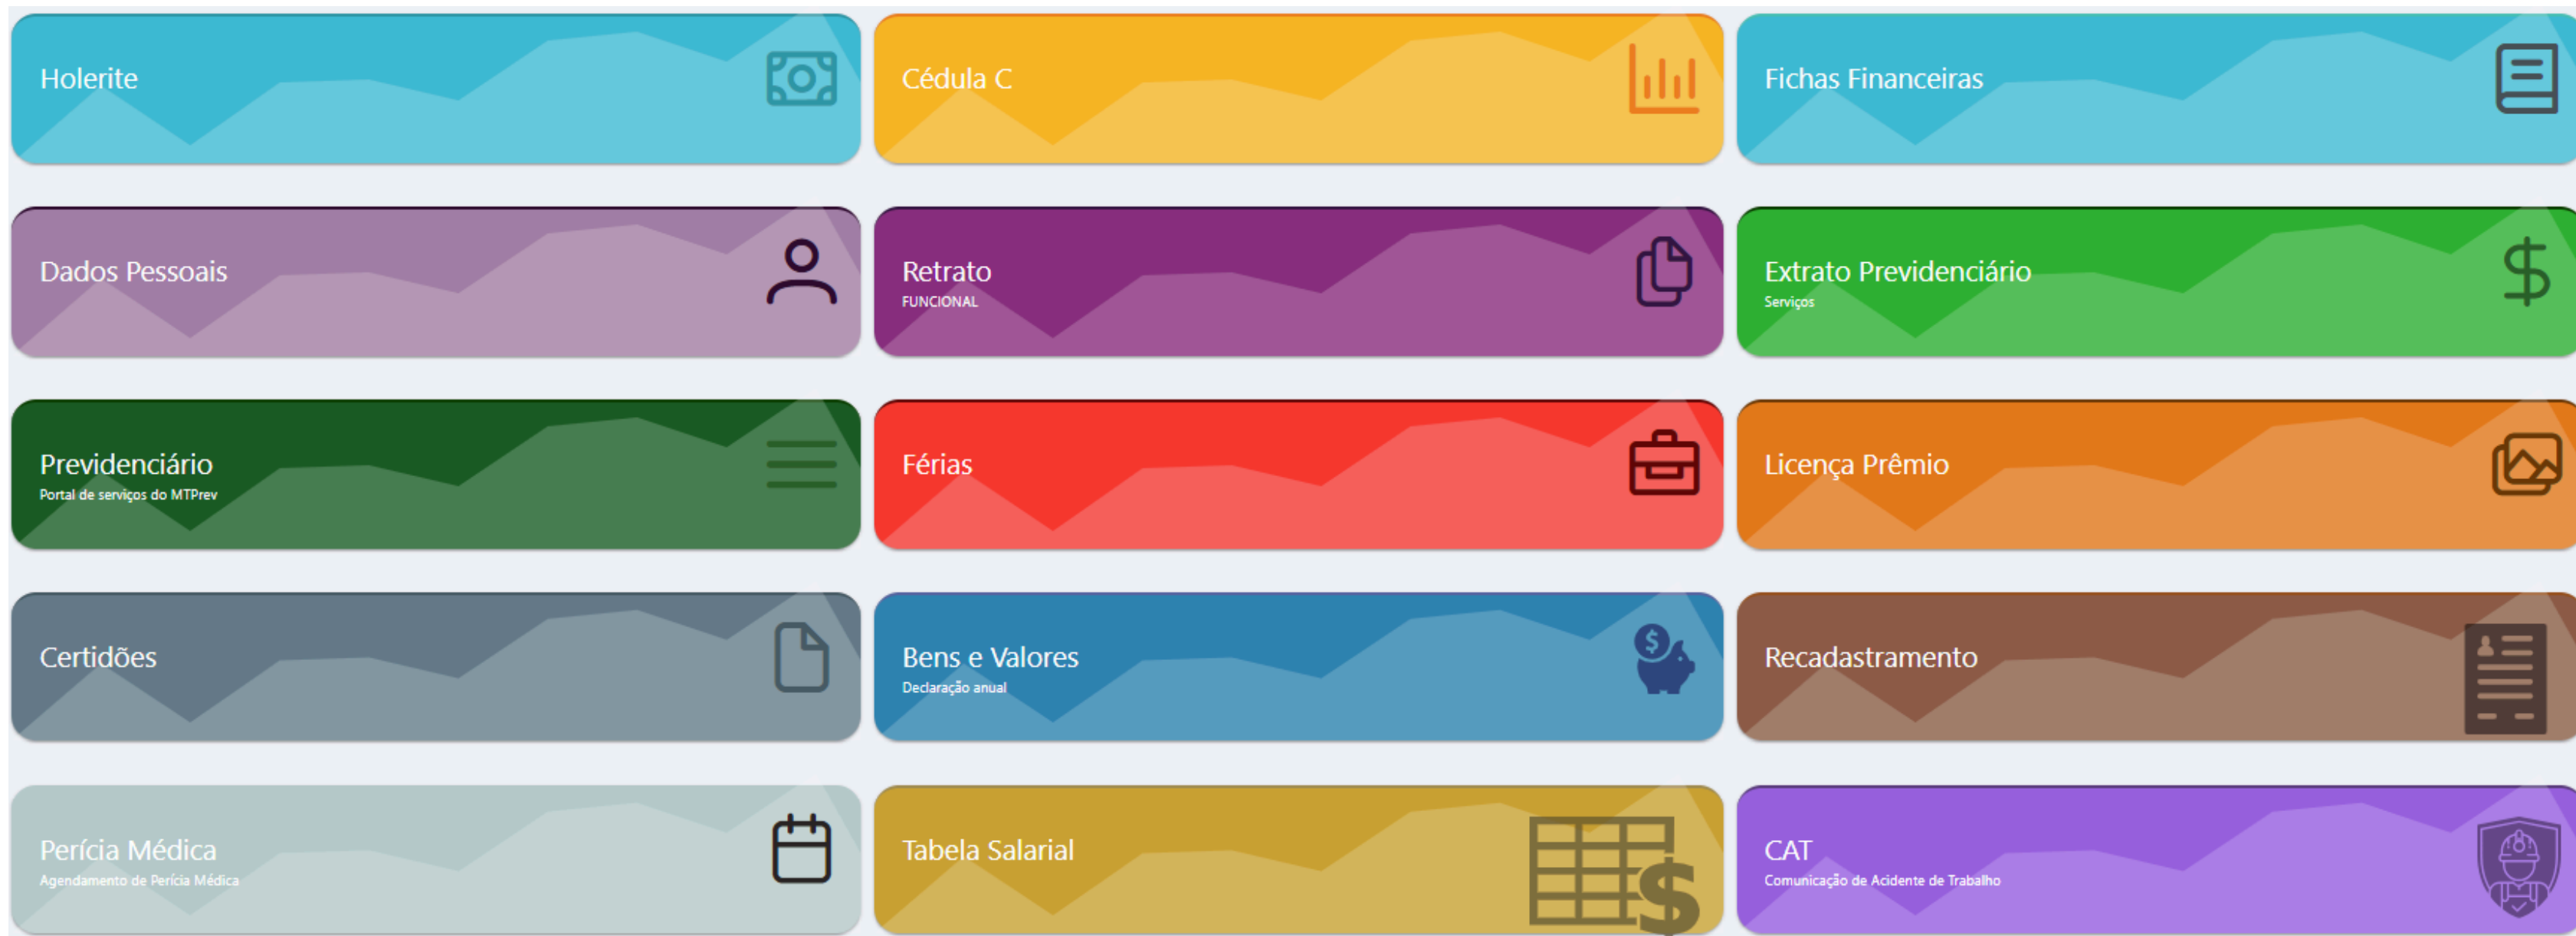 Holerite
Cédula C
Fichas Financeiras
Dados Pessoais
Retrato
FUNCIONAL
Extrato Previdenciário
Serviços
Previdenciário
Portal de serviços do MTPrev
Férias
Licença Prêmio
Certidões
Bens e Valores
Declaração anual
Recadastramento
Perícia Médica
Agendamento de Perícia Médica
Tabela Salarial
CAT
Comunicação de Acidente de Trabalho